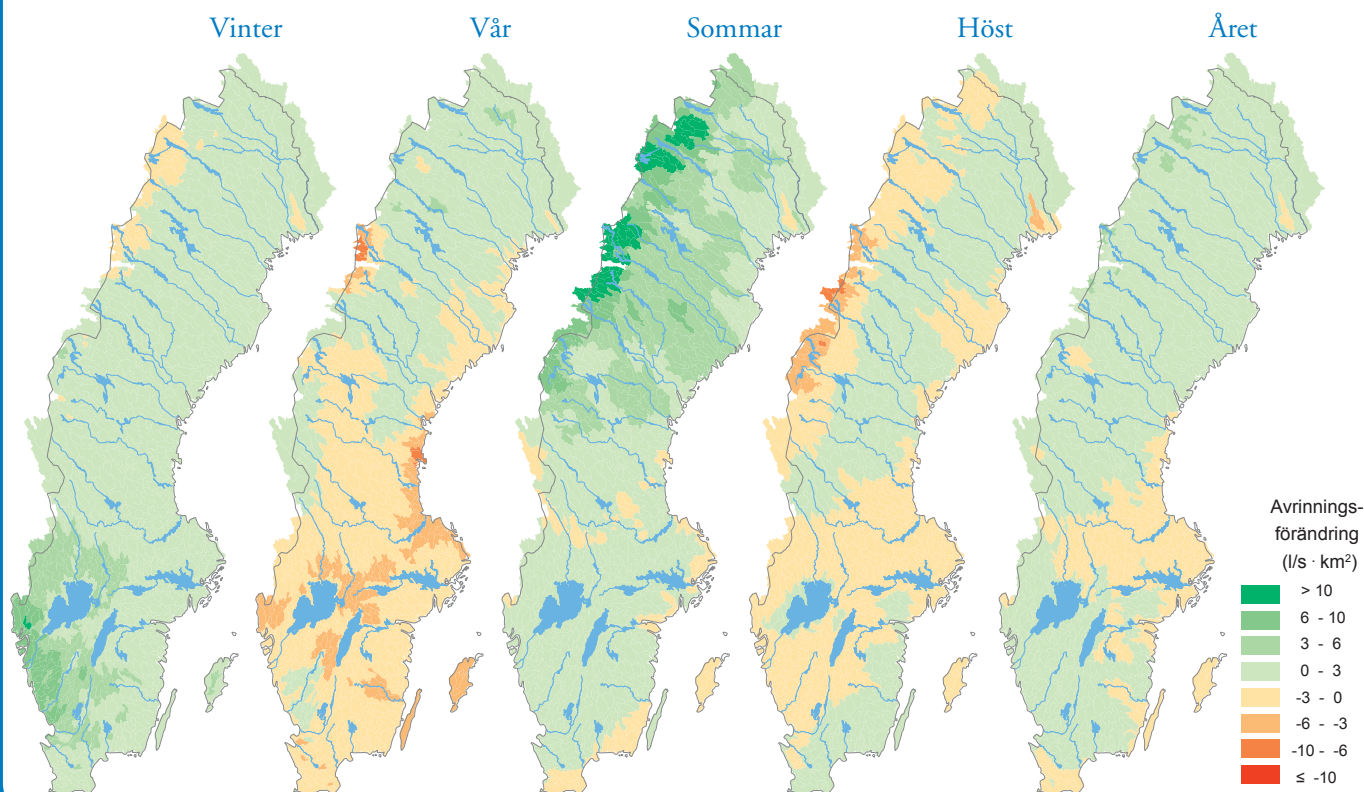 Vinter
Vår
Sommar
Höst
Året
Avrinnings-
förändring
(l/s · km²)
> 10
6 - 10
3 - 6
0 - 3
-3 - 0
-6 - -3
-10 - -6
≤ -10